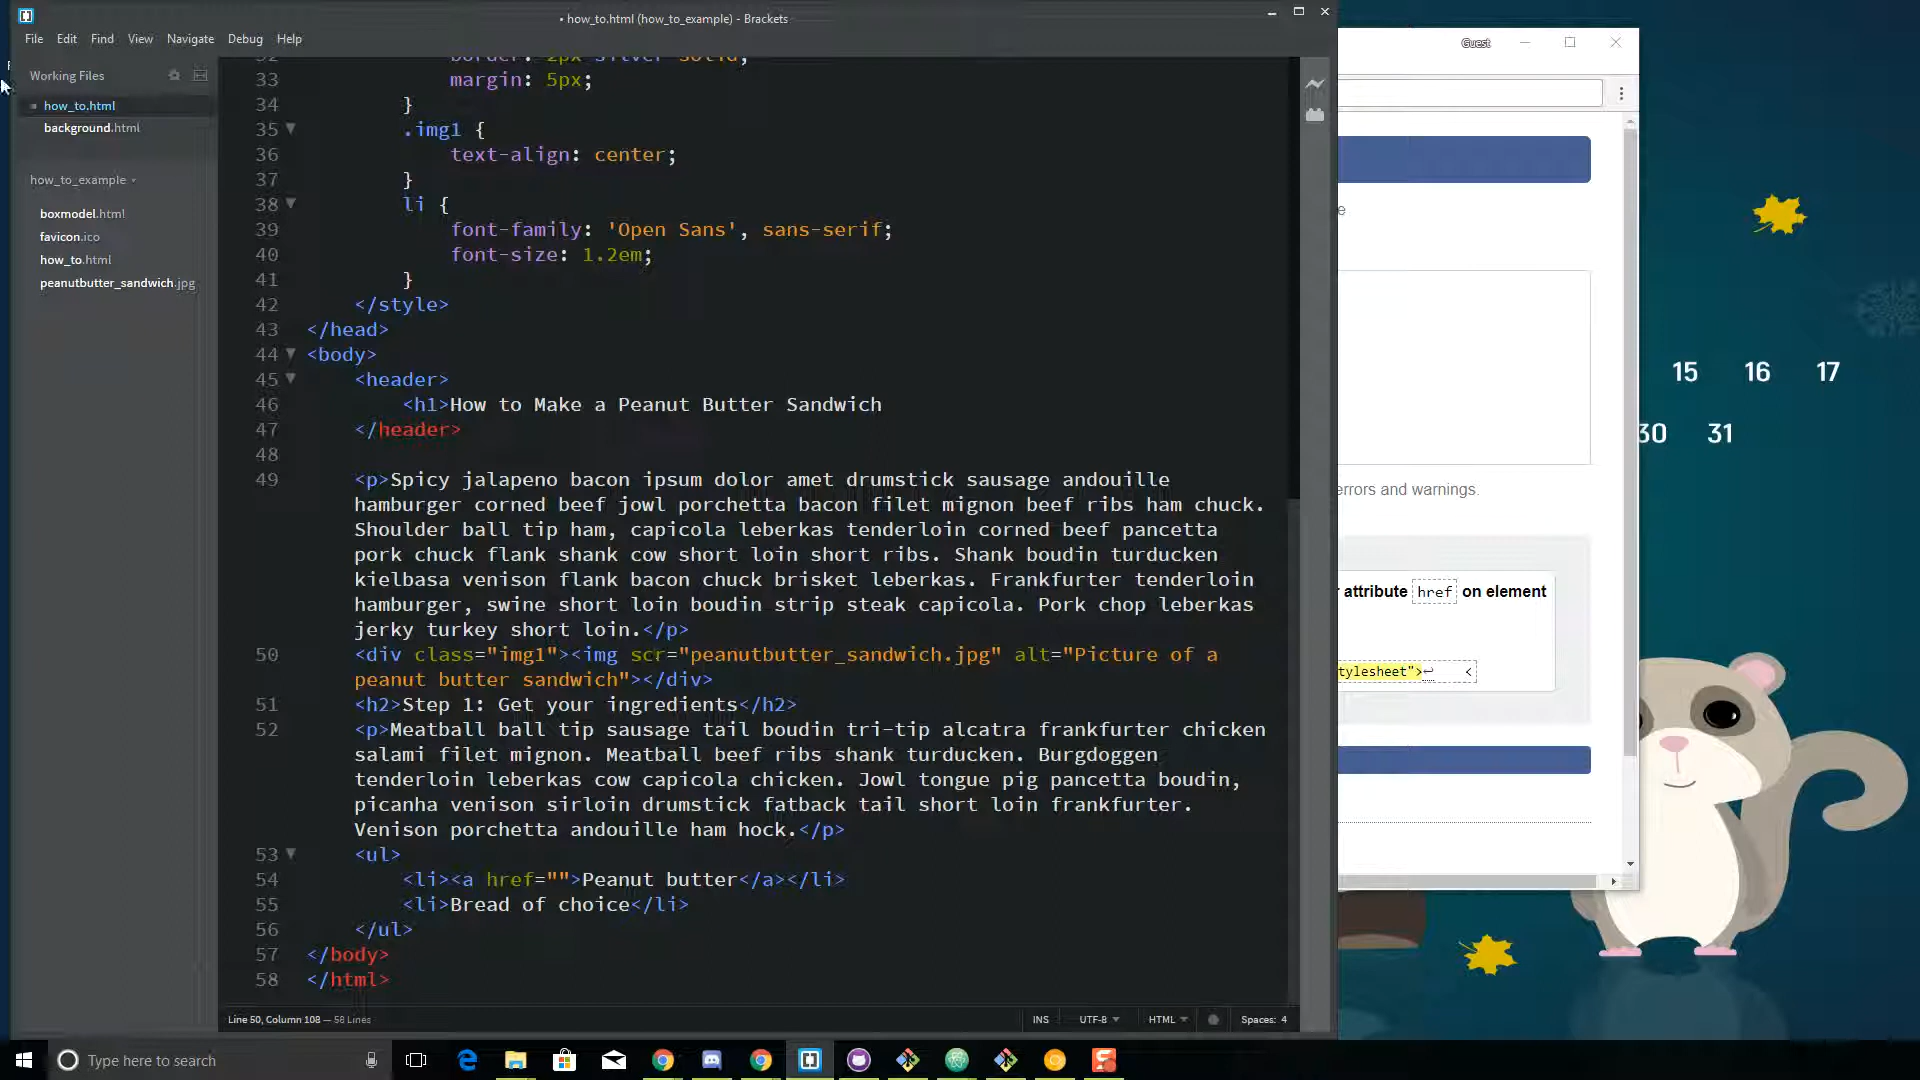 • how_to.html (how_to_example) - Brackets
File Edit Find View Navigate Debug Help
Working Files
how_to.html
background.html
how_to_example
boxmodel.html
favicon.ico
how_to.html
peanutbutter_sandwich.jpg
32 border: 2px silver solid;
33 margin: 5px;
34 }
35 .img1 {
36 text-align: center;
37 }
38 li {
39 font-family: 'Open Sans', sans-serif;
40 font-size: 1.2em;
41 }
42 </style>
43 </head>
44 <body>
45 <header>
46 <h1>How to Make a Peanut Butter Sandwich
47 </header>
48
49 <p>Spicy jalapeno bacon ipsum dolor amet drumstick sausage andouille
hamburger corned beef jowl porchetta bacon filet mignon beef ribs ham chuck.
Shoulder ball tip ham, capicola leberkas tenderloin corned beef pancetta
pork chuck flank shank cow short loin short ribs. Shank boudin turducken
kielbasa venison flank bacon chuck brisket leberkas. Frankfurter tenderloin
hamburger, swine short loin boudin strip steak capicola. Pork chop leberkas
jerky turkey short loin.</p>
50 <div class="img1"><img scr="peanutbutter_sandwich.jpg" alt="Picture of a
peanut butter sandwich"></div>
51 <h2>Step 1: Get your ingredients</h2>
52 <p>Meatball ball tip sausage tail boudin tri-tip alcatra frankfurter chicken
salami filet mignon. Meatball beef ribs shank turducken. Burgdoggen
tenderloin leberkas cow capicola chicken. Jowl tongue pig pancetta boudin,
picanha venison sirloin drumstick fatback tail short loin frankfurter.
Venison porchetta andouille ham hock.</p>
53 <ul>
54 <li><a href="">Peanut butter</a></li>
55 <li>Bread of choice</li>
56 </ul>
57 </body>
58 </html>
Line 50, Column 108 — 58 Lines
INS UTF-8 HTML Spaces: 4
Guest
e
errors and warnings.
attribute href on element
tylesheet">↩ <
15 16 17
30 31
Type here to search